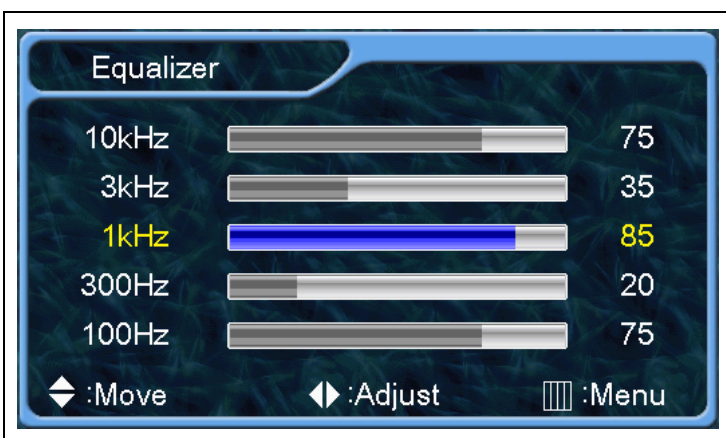 Equalizer
10kHz 75
3kHz 35
1kHz 85
300Hz 20
100Hz 75
:Move :Adjust :Menu